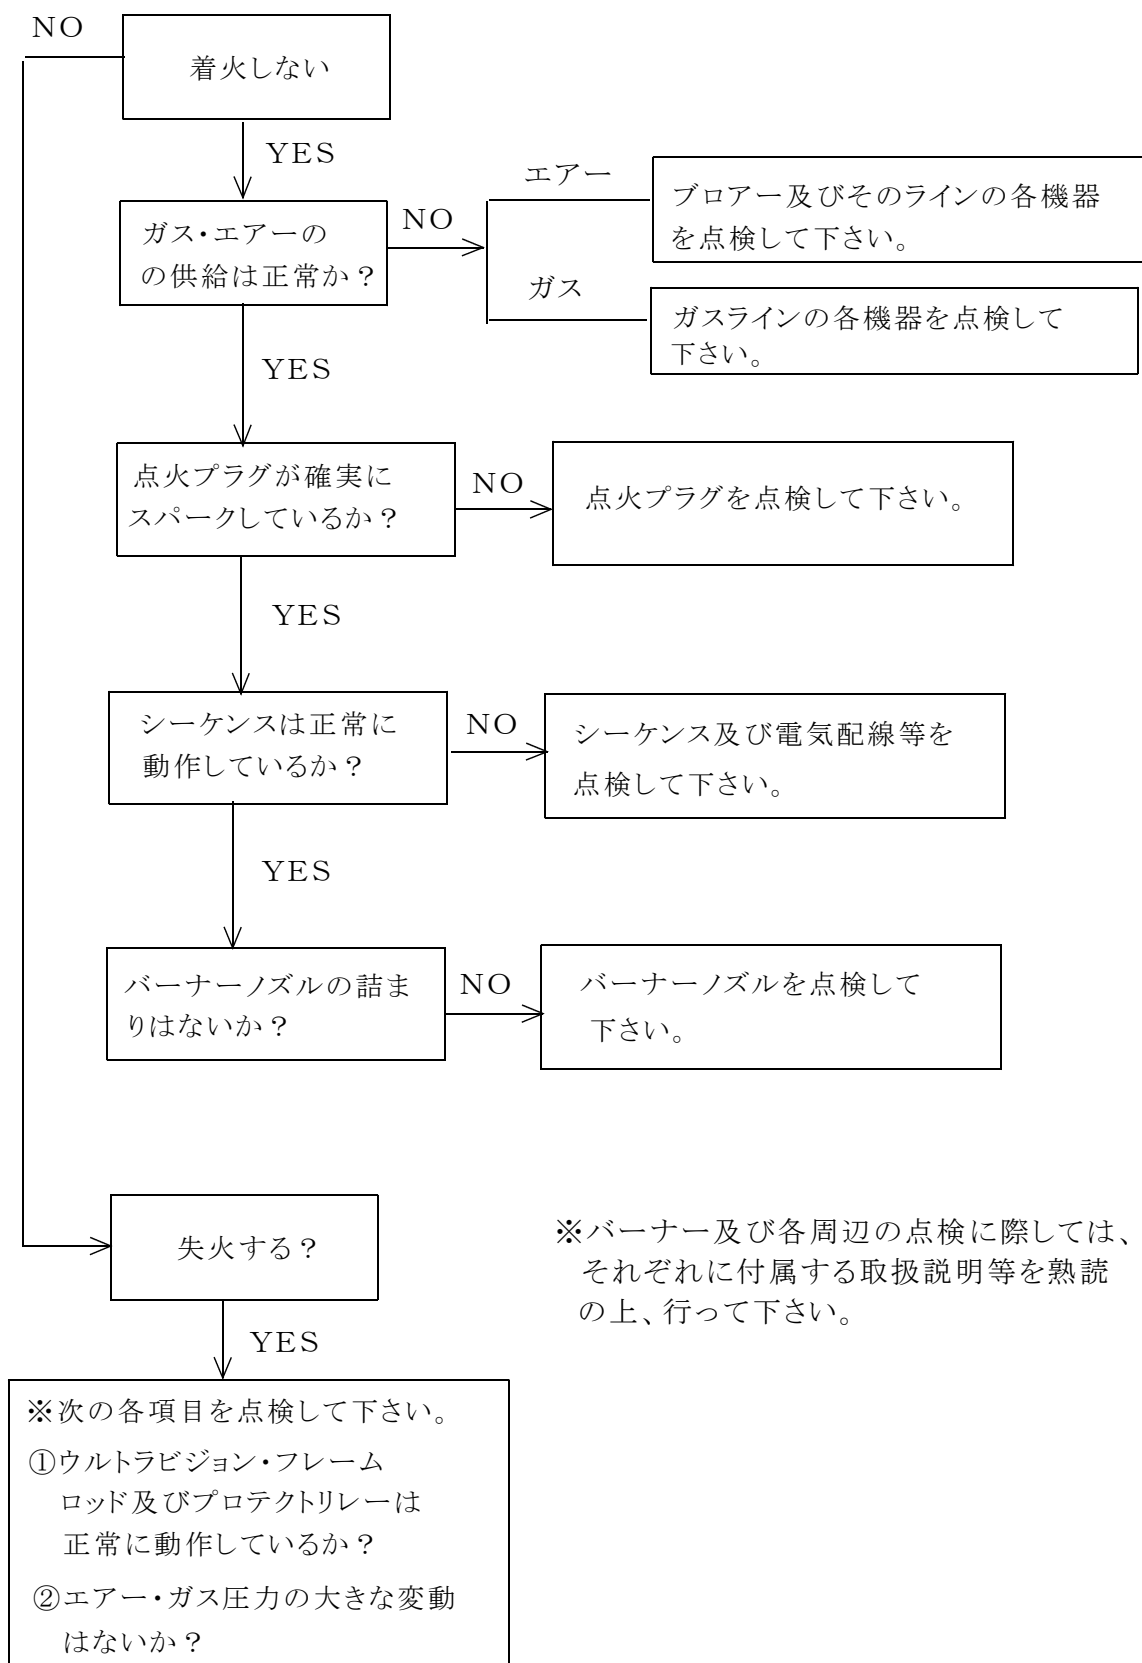 NO
着火しない
YES
ガス・エアーの
の供給は正常か？
NO
エアー
ブロアー及びそのラインの各機器
を点検して下さい。
ガス
ガスラインの各機器を点検して
下さい。
YES
点火プラグが確実に
スパークしているか？
NO
点火プラグを点検して下さい。
YES
シーケンスは正常に
動作しているか？
NO
シーケンス及び電気配線等を
点検して下さい。
YES
バーナーノズルの詰ま
りはないか？
NO
バーナーノズルを点検して
下さい。
失火する？
※バーナー及び各周辺の点検に際しては、
それぞれに付属する取扱説明等を熟読
の上、行って下さい。
YES
※次の各項目を点検して下さい。
①ウルトラビジョン・フレーム
ロッド及びプロテクトリレーは
正常に動作しているか？
②エアー・ガス圧力の大きな変動
はないか？